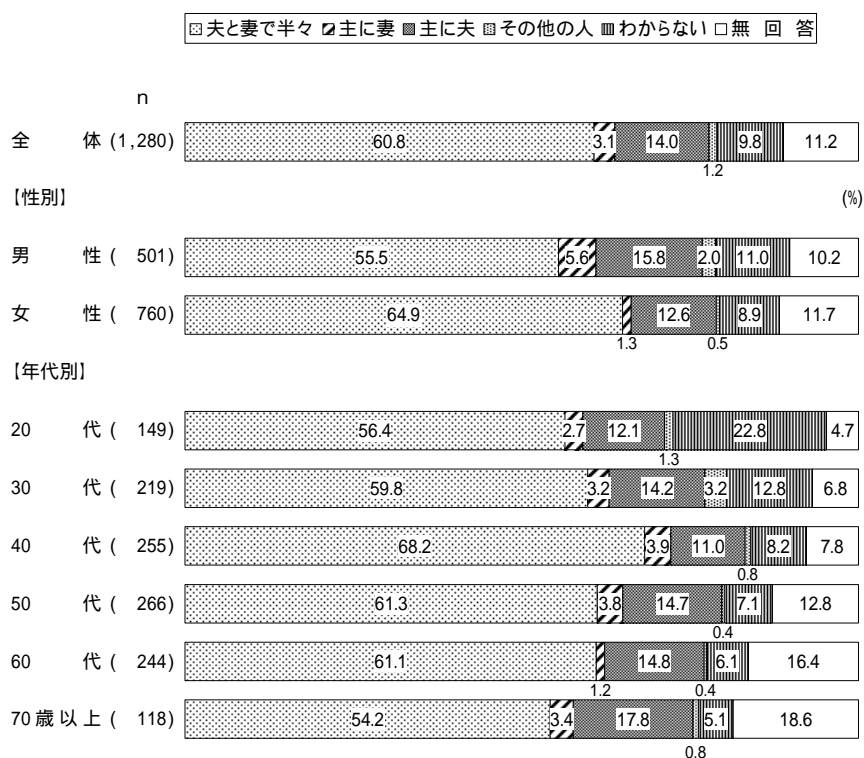 夫と妻で半々 主に妻 主に夫 その他の人 わからない 無 回 答
n
全 体 (1,280) 60.8 3.1 14.0 9.8 11.2
1.2
【性別】 (%)
男 性 ( 501) 55.5 5.6 15.8 2.0 11.0 10.2
女 性 ( 760) 64.9 12.6 8.9 11.7
1.3 0.5
【年代別】
20 代 ( 149) 56.4 2.7 12.1 22.8 4.7
1.3
30 代 ( 219) 59.8 3.2 14.2 3.2 12.8 6.8
40 代 ( 255) 68.2 3.9 11.0 8.2 7.8
0.8
50 代 ( 266) 61.3 3.8 14.7 7.1 12.8
0.4
60 代 ( 244) 61.1 14.8 6.1 16.4
1.2 0.4
70歳以上 ( 118) 54.2 3.4 17.8 5.1 18.6
0.8